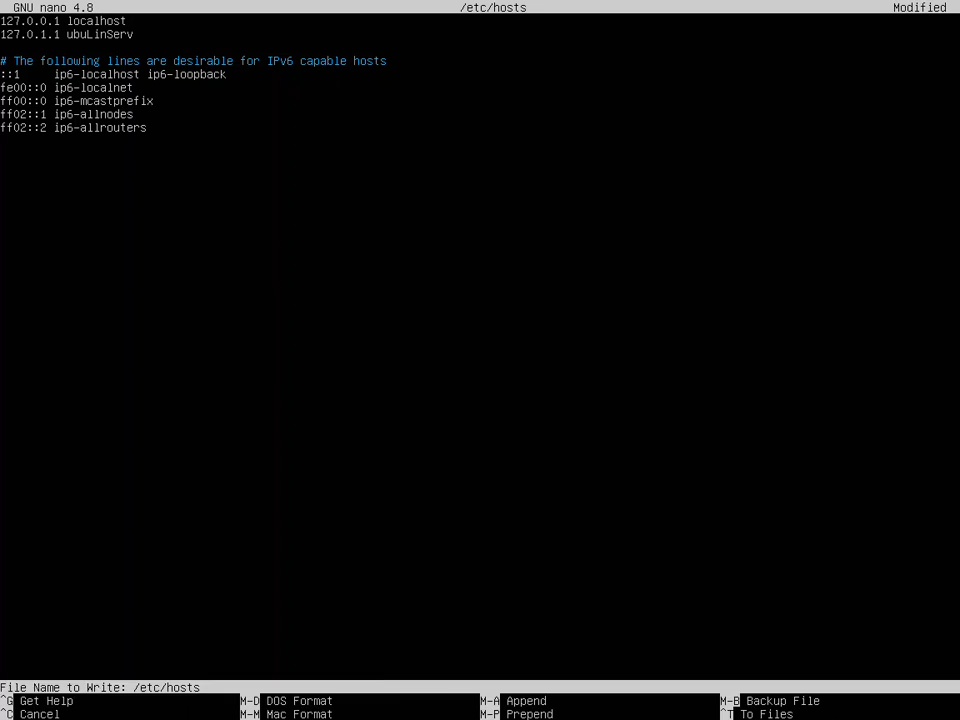 GNU nano 4.8 /etc/hosts Modified
127.0.0.1 localhost
127.0.1.1 ubuLinServ
# The following lines are desirable for IPv6 capable hosts
::1 ip6-localhost ip6-loopback
fe00::0 ip6-localnet
ff00::0 ip6-mcastprefix
ff02::1 ip6-allnodes
ff02::2 ip6-allrouters
File Name to Write: /etc/hosts
^G Get Help M-D DOS Format M-A Append M-B Backup File
^C Cancel M-M Mac Format M-P Prepend ^T To Files